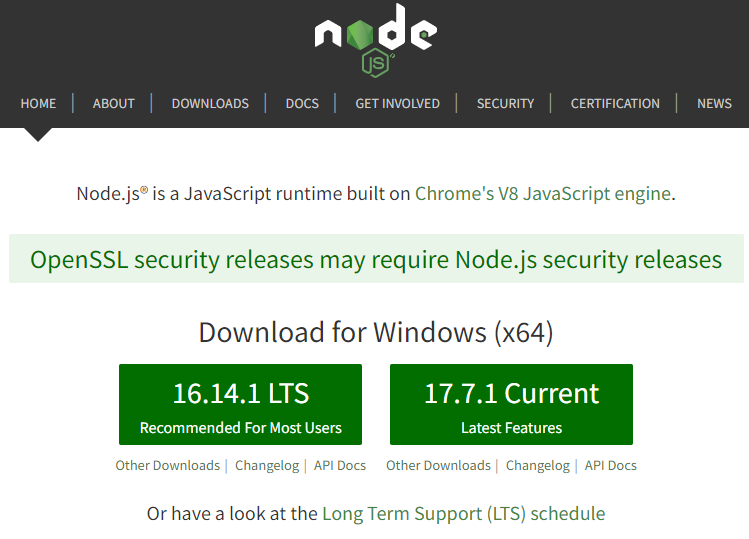 node
JS
HOME | ABOUT | DOWNLOADS | DOCS | GET INVOLVED | SECURITY | CERTIFICATION | NEWS
Node.js® is a JavaScript runtime built on Chrome's V8 JavaScript engine.
OpenSSL security releases may require Node.js security releases
Download for Windows (x64)
16.14.1 LTS
Recommended For Most Users
17.7.1 Current
Latest Features
Other Downloads | Changelog | API Docs
Other Downloads | Changelog | API Docs
Or have a look at the Long Term Support (LTS) schedule